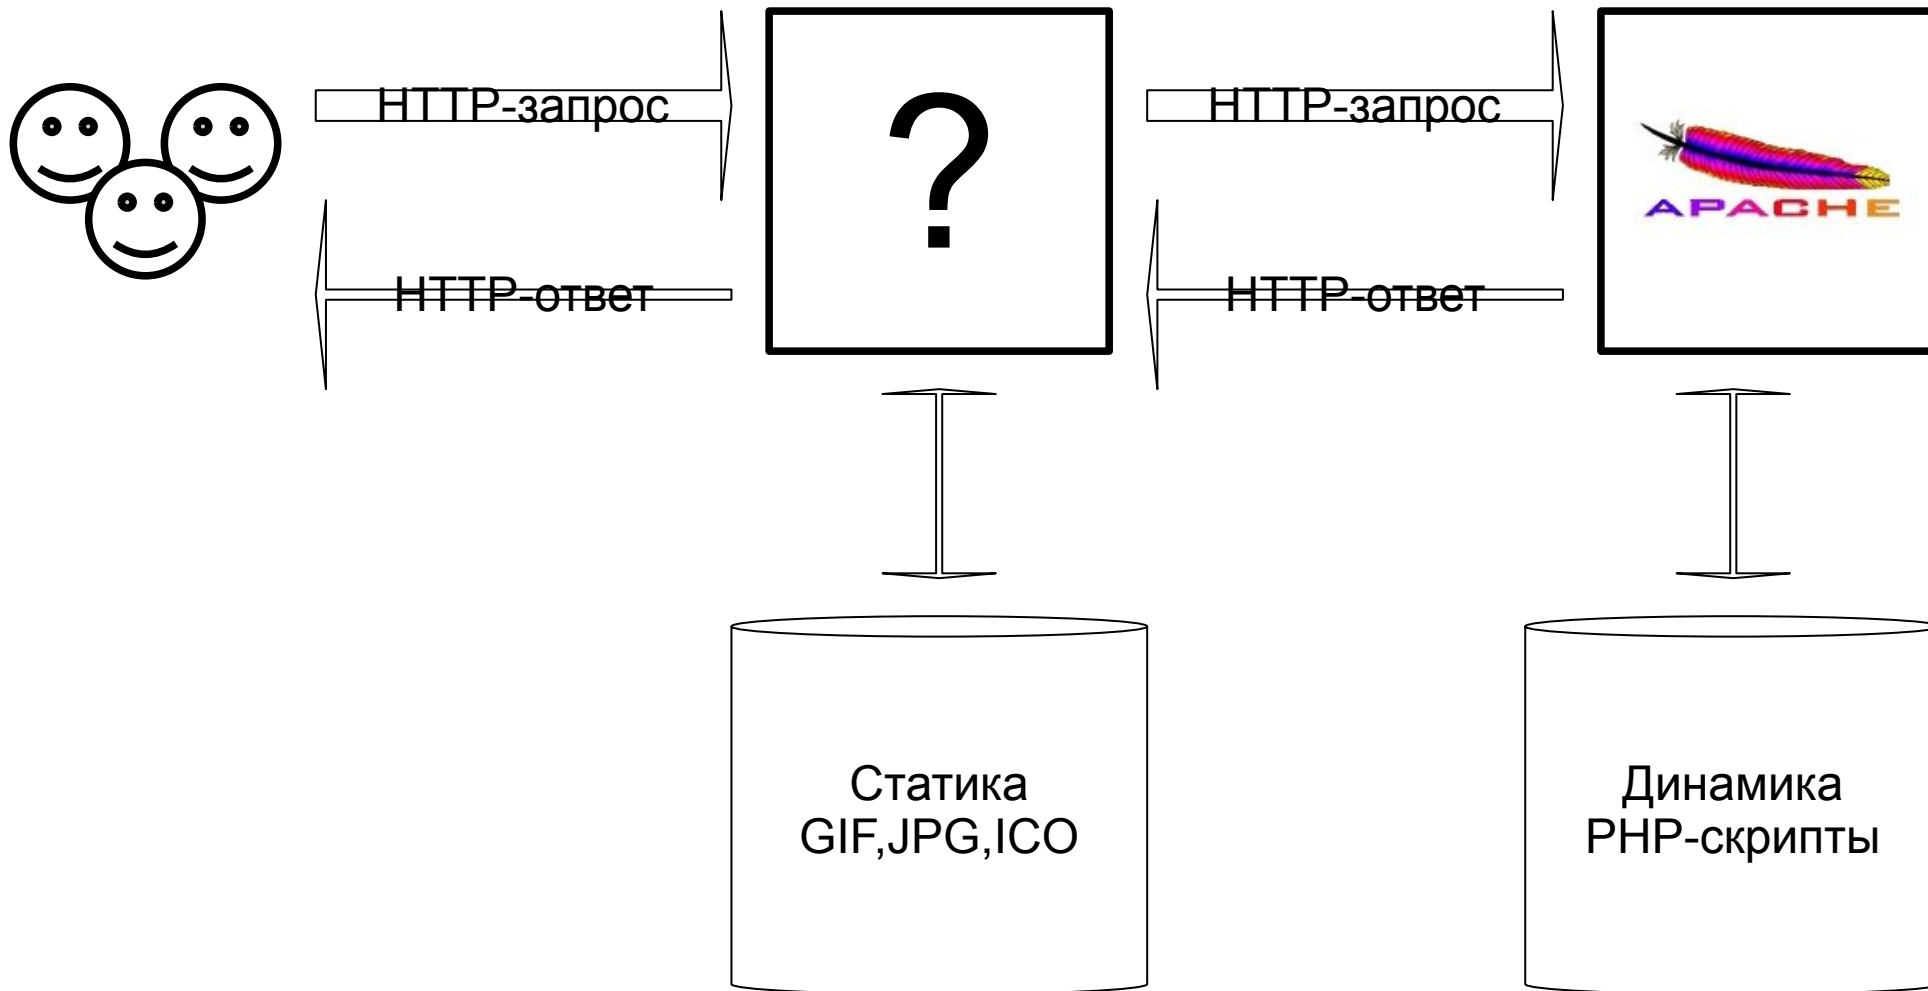 HTTP-запрос
?
HTTP-запрос
APACHE
HTTP-ответ
HTTP-ответ
Статика
GIF,JPG,ICO
Динамика
PHP-скрипты